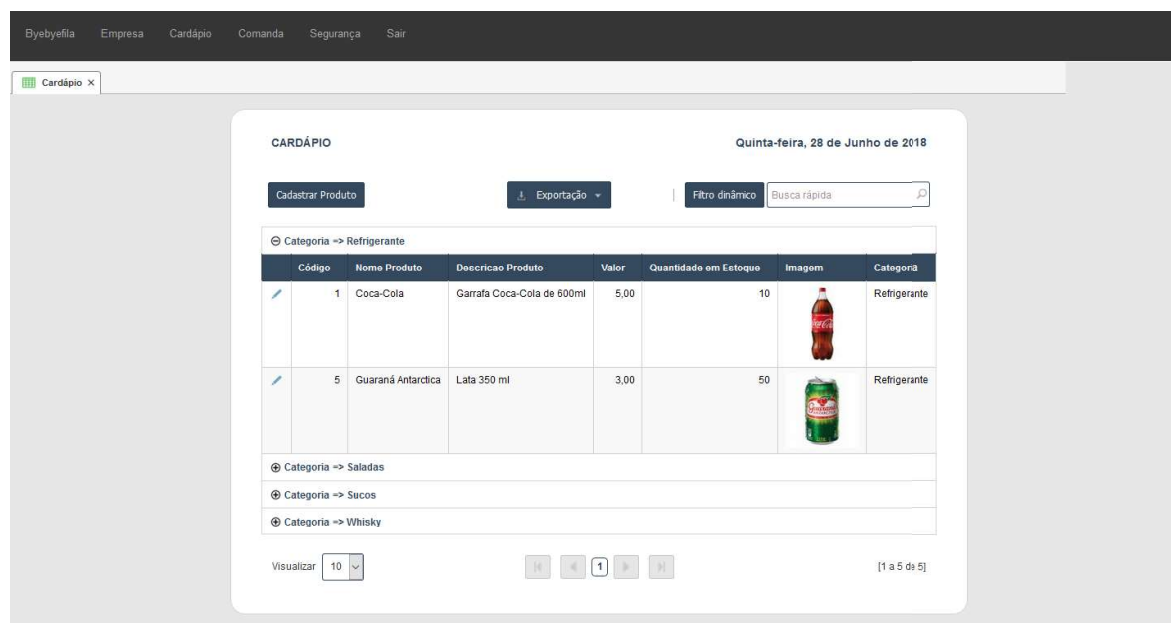 Byebyefila Empresa Cardápio Comanda Segurança Sair
Cardápio ×
CARDÁPIO Quinta-feira, 28 de Junho de 2018
Cadastrar Produto Exportação Filtro dinâmico Busca rápida
Categoria => Refrigerante
Código Nome Produto Descricao Produto Valor Quantidade em Estoque Imagem Categoria
1 Coca-Cola Garrafa Coca-Cola de 600ml 5,00 10 Refrigerante
5 Guaraná Antarctica Lata 350 ml 3,00 50 Refrigerante
Categoria => Saladas
Categoria => Sucos
Categoria => Whisky
Visualizar 10 1 [1 a 5 de 5]